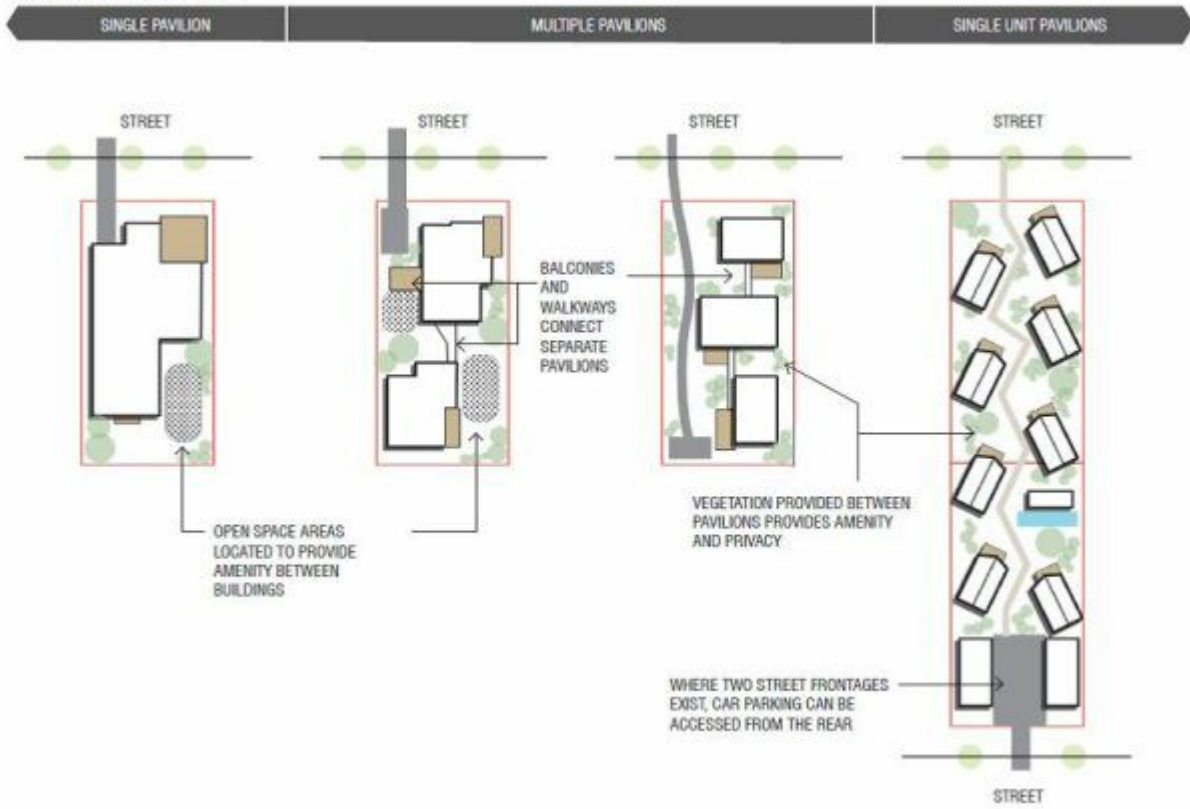 SINGLE PAVILION
MULTIPLE PAVILIONS
SINGLE UNIT PAVILIONS
STREET
STREET
STREET
STREET
BALCONIES
AND
WALKWAYS
CONNECT
SEPARATE
PAVILIONS
OPEN SPACE AREAS
LOCATED TO PROVIDE
AMENITY BETWEEN
BUILDINGS
VEGETATION PROVIDED BETWEEN
PAVILIONS PROVIDES AMENITY
AND PRIVACY
WHERE TWO STREET FRONTAGES
EXIST, CAR PARKING CAN BE
ACCESSED FROM THE REAR
STREET